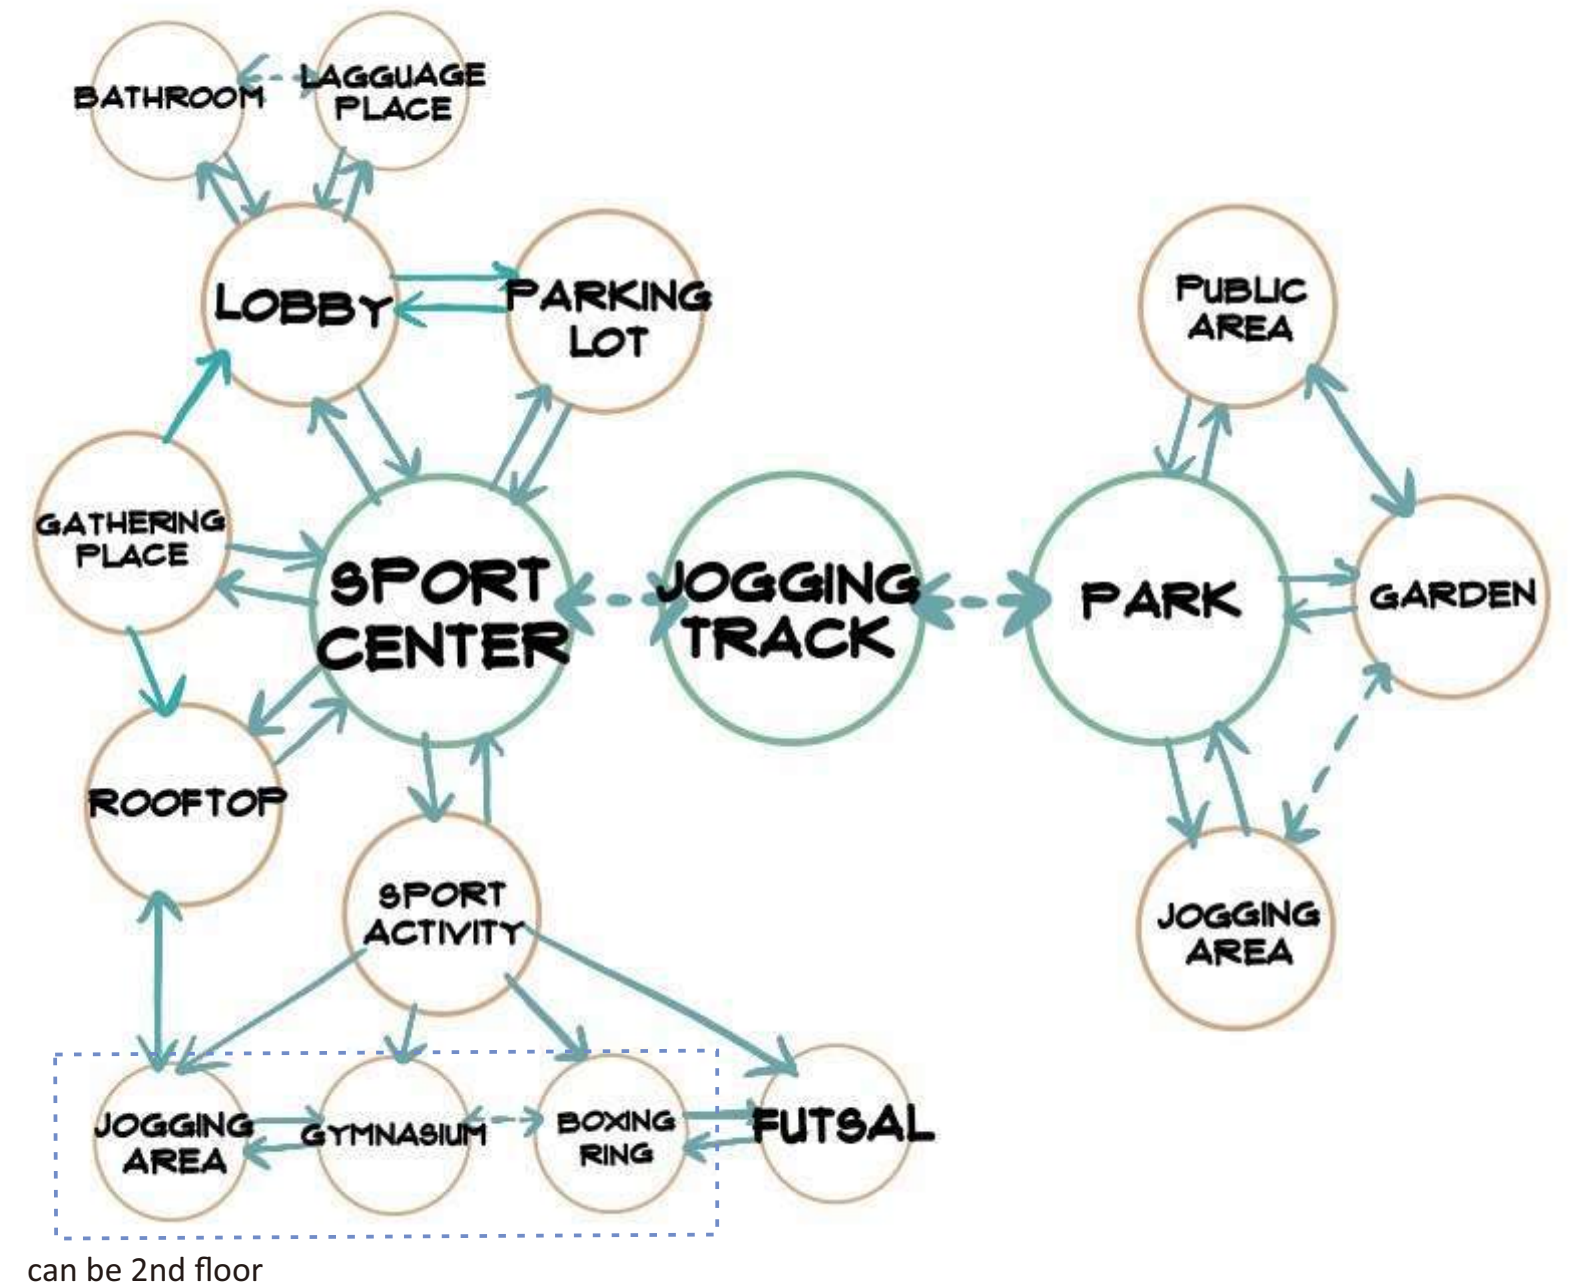 BATHROOM
LAGGUAGE
PLACE
LOBBY
PARKING
LOT
PUBLIC
AREA
GATHERING
PLACE
SPORT
CENTER
JOGGING
TRACK
PARK
GARDEN
ROOFTOP
SPORT
ACTIVITY
JOGGING
AREA
JOGGING
AREA
GYMNASIUM
BOXING
RING
FUTSAL
can be 2nd floor